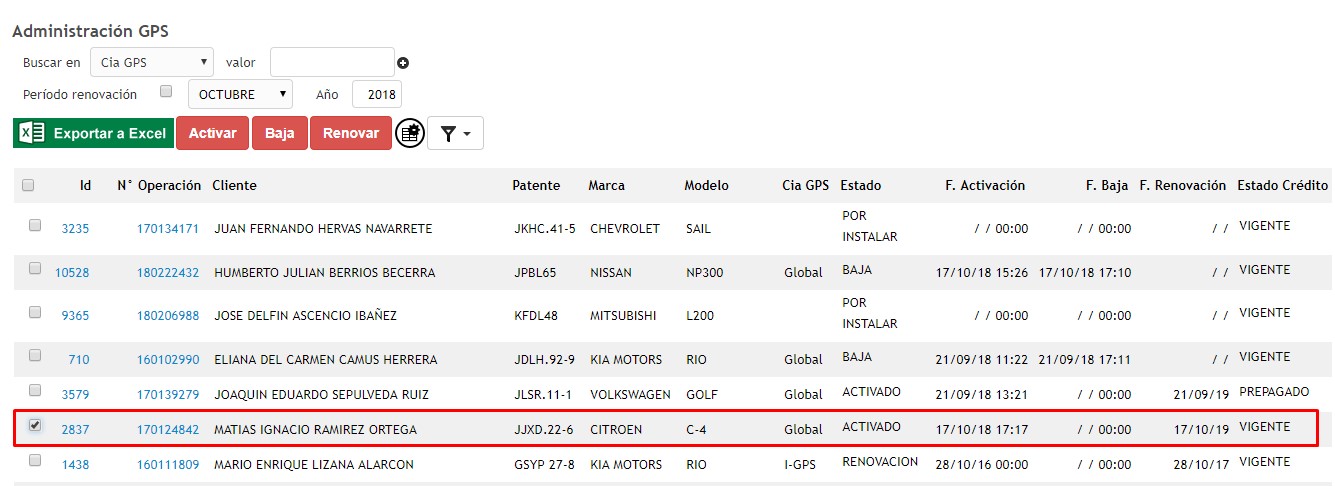 Administración GPS
Buscar en Cia GPS valor
Período renovación OCTUBRE Año 2018
Exportar a Excel Activar Baja Renovar
Id N° Operación Cliente Patente Marca Modelo Cia GPS Estado F. Activación F. Baja F. Renovación Estado Crédito
3235 170134171 JUAN FERNANDO HERVAS NAVARRETE JKHC.41-5 CHEVROLET SAIL POR INSTALAR / / 00:00 / / 00:00 / / VIGENTE
10528 180222432 HUMBERTO JULIAN BERRIOS BECERRA JPBL65 NISSAN NP300 Global BAJA 17/10/18 15:26 17/10/18 17:10 / / VIGENTE
9365 180206988 JOSE DELFIN ASCENCIO IBAÑEZ KFDL48 MITSUBISHI L200 POR INSTALAR / / 00:00 / / 00:00 / / VIGENTE
710 160102990 ELIANA DEL CARMEN CAMUS HERRERA JDLH.92-9 KIA MOTORS RIO Global BAJA 21/09/18 11:22 21/09/18 17:11 / / VIGENTE
3579 170139279 JOAQUIN EDUARDO SEPULVEDA RUIZ JLSR.11-1 VOLKSWAGEN GOLF Global ACTIVADO 21/09/18 13:21 / / 00:00 21/09/19 PREPAGADO
2837 170124842 MATIAS IGNACIO RAMIREZ ORTEGA JJXD.22-6 CITROEN C-4 Global ACTIVADO 17/10/18 17:17 / / 00:00 17/10/19 VIGENTE
1438 160111809 MARIO ENRIQUE LIZANA ALARCON GSYP 27-8 KIA MOTORS RIO I-GPS RENOVACION 28/10/16 00:00 / / 00:00 28/10/17 VIGENTE